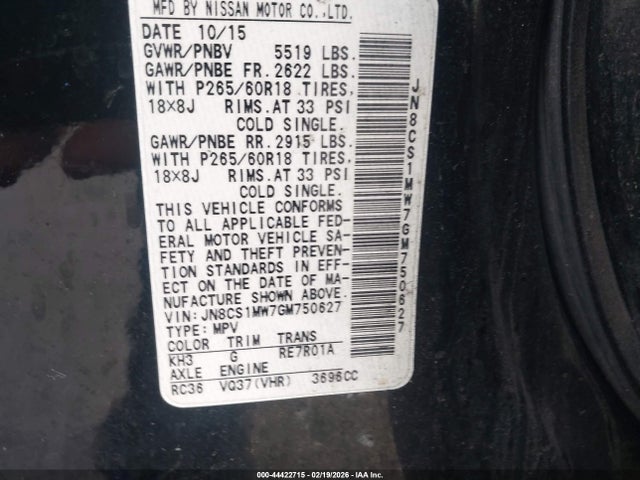 MFD BY NISSAN MOTOR CO.,LTD.
DATE 10/15
GVWR/PNBV 5519 LBS.
GAWR/PNBE FR. 2622 LBS.
WITH P265/60R18 TIRES,
18×8J RIMS. AT 33 PSI
COLD SINGLE.
GAWR/PNBE RR. 2915 LBS.
WITH P265/60R18 TIRES,
18×8J RIMS. AT 33 PSI
COLD SINGLE.
THIS VEHICLE CONFORMS
TO ALL APPLICABLE FED-
ERAL MOTOR VEHICLE SA-
FETY AND THEFT PREVEN-
TION STANDARDS IN EFF-
ECT ON THE DATE OF MA-
NUFACTURE SHOWN ABOVE.
VIN: JN8CS1MW7GM750627
TYPE: MPV
COLOR TRIM TRANS
KH3 G RE7R01A
AXLE ENGINE
RC36 VQ37(VHR) 3696CC
JN8CS1MW7GM750627
000-44422715 - 02/19/2026 - IAA Inc.